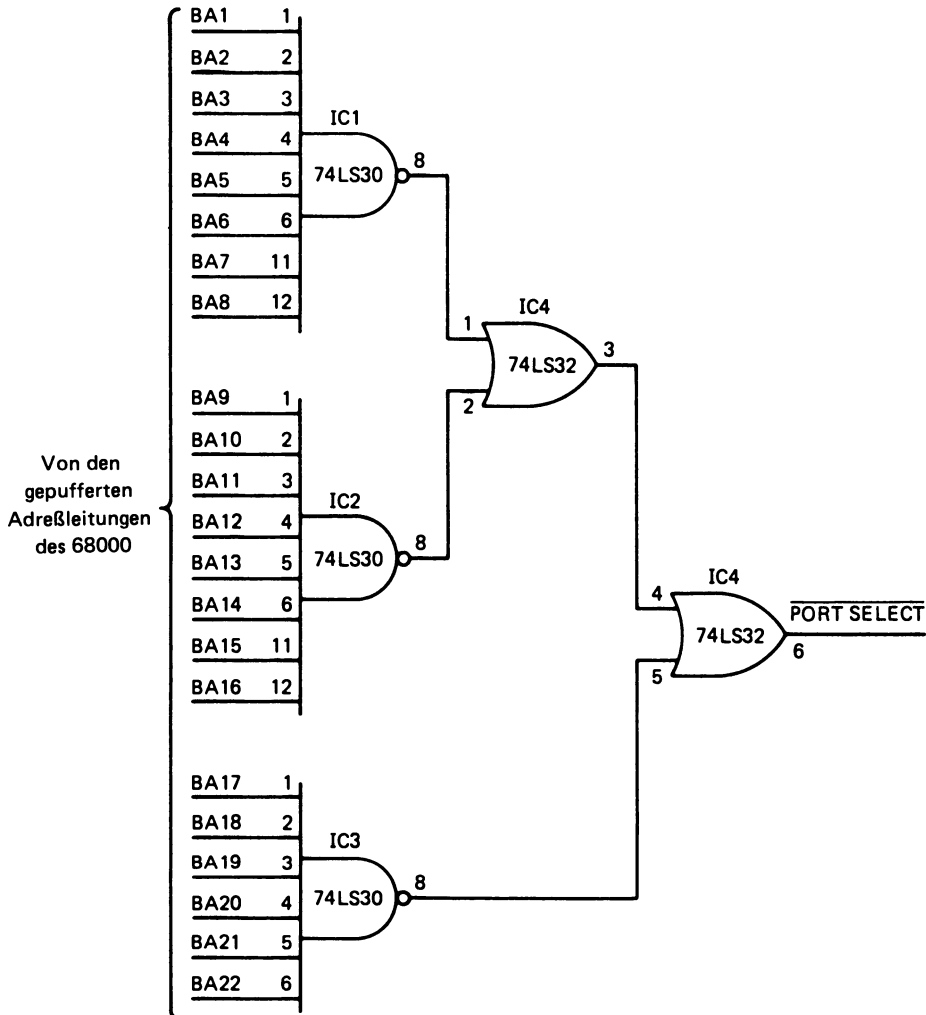 BA1 1
BA2 2
BA3 3
BA4 4
BA5 5
BA6 6
BA7 11
BA8 12
IC1
74LS30
8
BA9 1
BA10 2
BA11 3
BA12 4
BA13 5
BA14 6
BA15 11
BA16 12
IC2
74LS30
8
BA17 1
BA18 2
BA19 3
BA20 4
BA21 5
BA22 6
IC3
74LS30
8
Von den
gepufferten
Adreßleitungen
des 68000
IC4
1
2
74LS32
3
IC4
4
5
74LS32
6
PORT SELECT